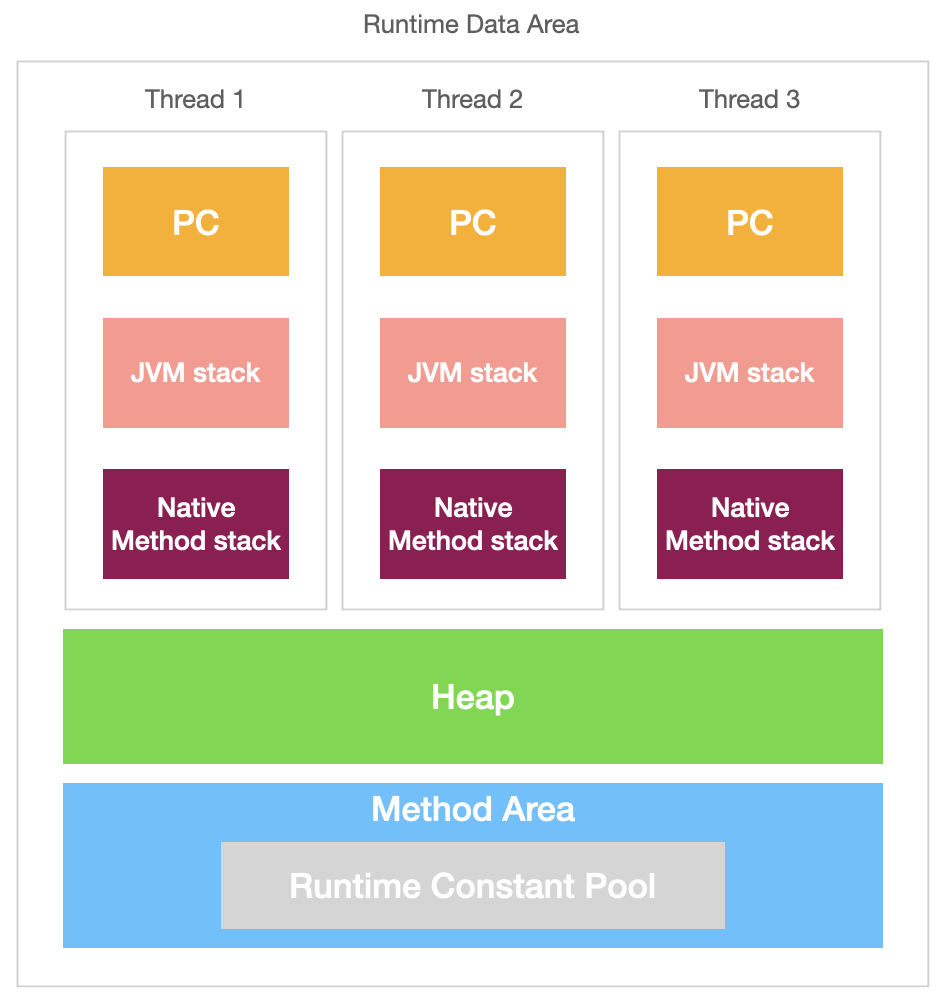 Runtime Data Area
Thread 1
Thread 2
Thread 3
PC
PC
PC
JVM stack
JVM stack
JVM stack
Native
Method stack
Native
Method stack
Native
Method stack
Heap
Method Area
Runtime Constant Pool